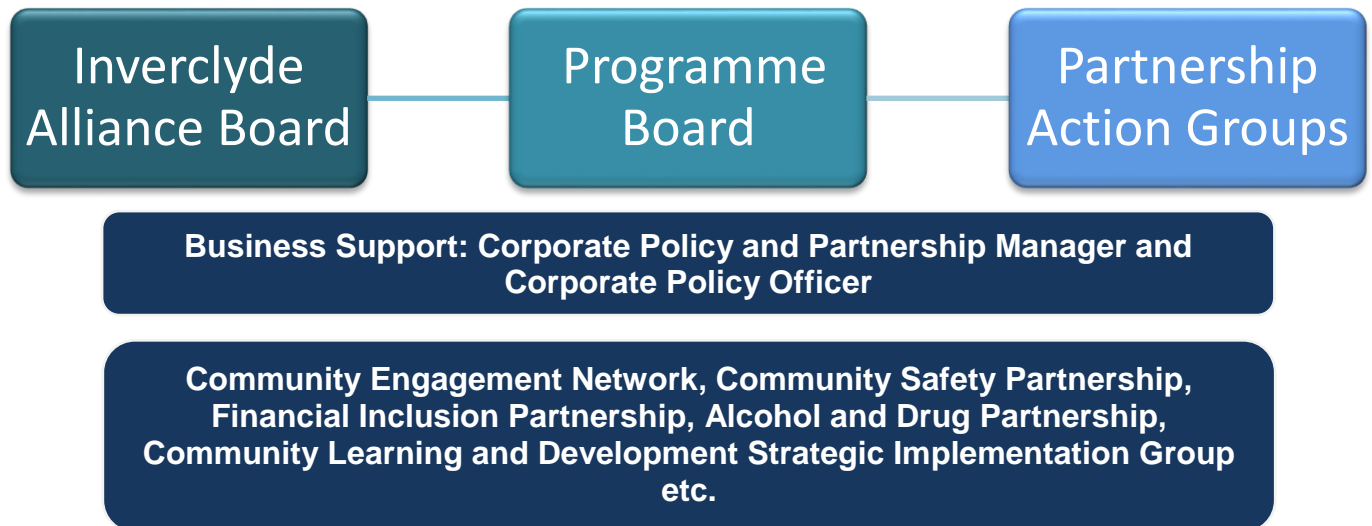 Inverclyde
Alliance Board
Programme
Board
Partnership
Action Groups
Business Support: Corporate Policy and Partnership Manager and
Corporate Policy Officer
Community Engagement Network, Community Safety Partnership,
Financial Inclusion Partnership, Alcohol and Drug Partnership,
Community Learning and Development Strategic Implementation Group
etc.